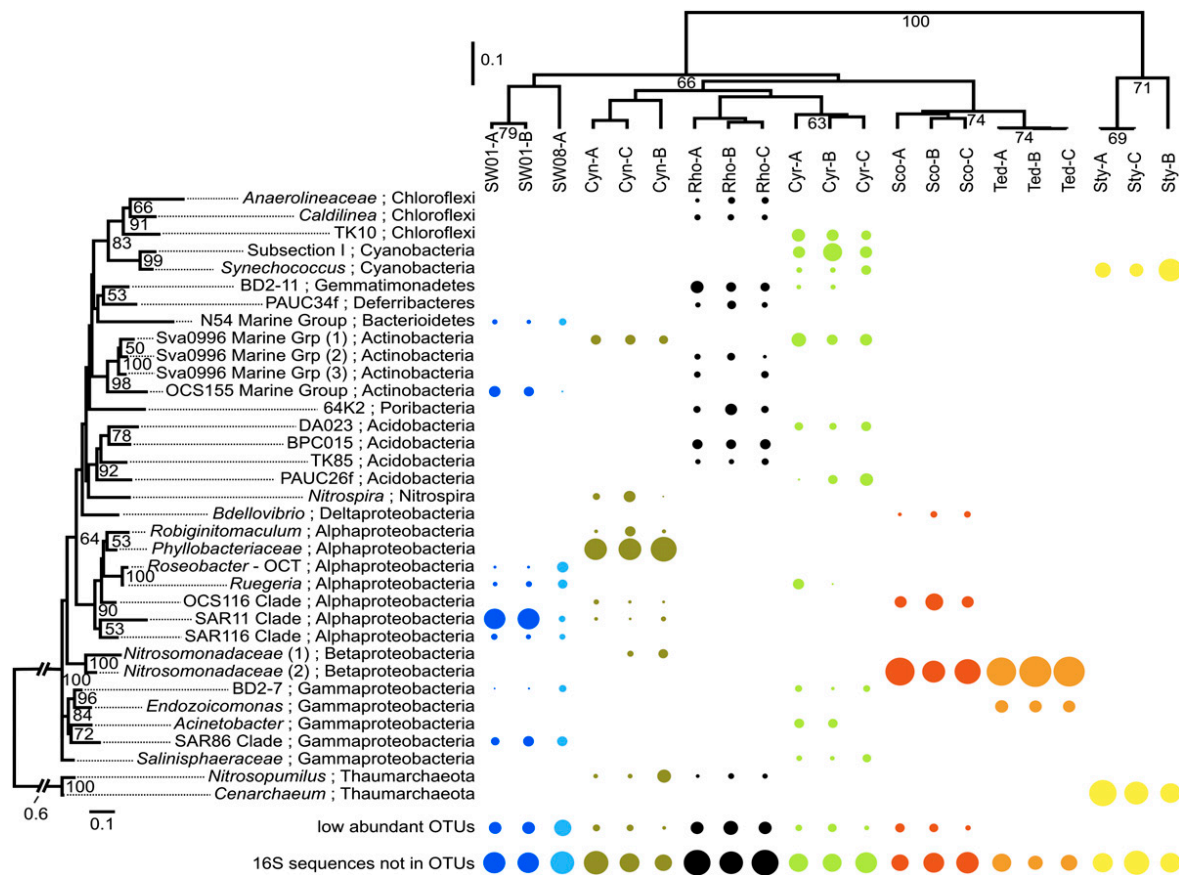 100
0.1
66
71
79
63
74
74
69
SW01-A
SW01-B
SW08-A
Cyn-A
Cyn-C
Cyn-B
Rho-A
Rho-B
Rho-C
Cyr-A
Cyr-B
Cyr-C
Sco-A
Sco-B
Sco-C
Ted-A
Ted-B
Ted-C
Sty-A
Sty-C
Sty-B
Anaerolineaceae ; Chloroflexi
66
Caldilinea ; Chloroflexi
91
TK10 ; Chloroflexi
83
Subsection I ; Cyanobacteria
99
Synechococcus ; Cyanobacteria
BD2-11 ; Gemmatimonadetes
53
PAUC34f ; Deferribacteres
N54 Marine Group ; Bacterioidetes
Sva0996 Marine Grp (1) ; Actinobacteria
50
Sva0996 Marine Grp (2) ; Actinobacteria
100
Sva0996 Marine Grp (3) ; Actinobacteria
98
OCS155 Marine Group ; Actinobacteria
64K2 ; Poribacteria
DA023 ; Acidobacteria
78
BPC015 ; Acidobacteria
TK85 ; Acidobacteria
92
PAUC26f ; Acidobacteria
Nitrospira ; Nitrospira
Bdellovibrio ; Deltaproteobacteria
Robiginitomaculum ; Alphaproteobacteria
64
53
Phyllobacteriaceae ; Alphaproteobacteria
Roseobacter - OCT ; Alphaproteobacteria
100
Ruegeria ; Alphaproteobacteria
OCS116 Clade ; Alphaproteobacteria
90
SAR11 Clade ; Alphaproteobacteria
53
SAR116 Clade ; Alphaproteobacteria
Nitrosomonadaceae (1) ; Betaproteobacteria
100
Nitrosomonadaceae (2) ; Betaproteobacteria
100
BD2-7 ; Gammaproteobacteria
96
Endozoicomonas ; Gammaproteobacteria
84
Acinetobacter ; Gammaproteobacteria
72
SAR86 Clade ; Gammaproteobacteria
Salinisphaeraceae ; Gammaproteobacteria
Nitrosopumilus ; Thaumarchaeota
100
Cenarchaeum ; Thaumarchaeota
0.6
0.1
low abundant OTUs
16S sequences not in OTUs